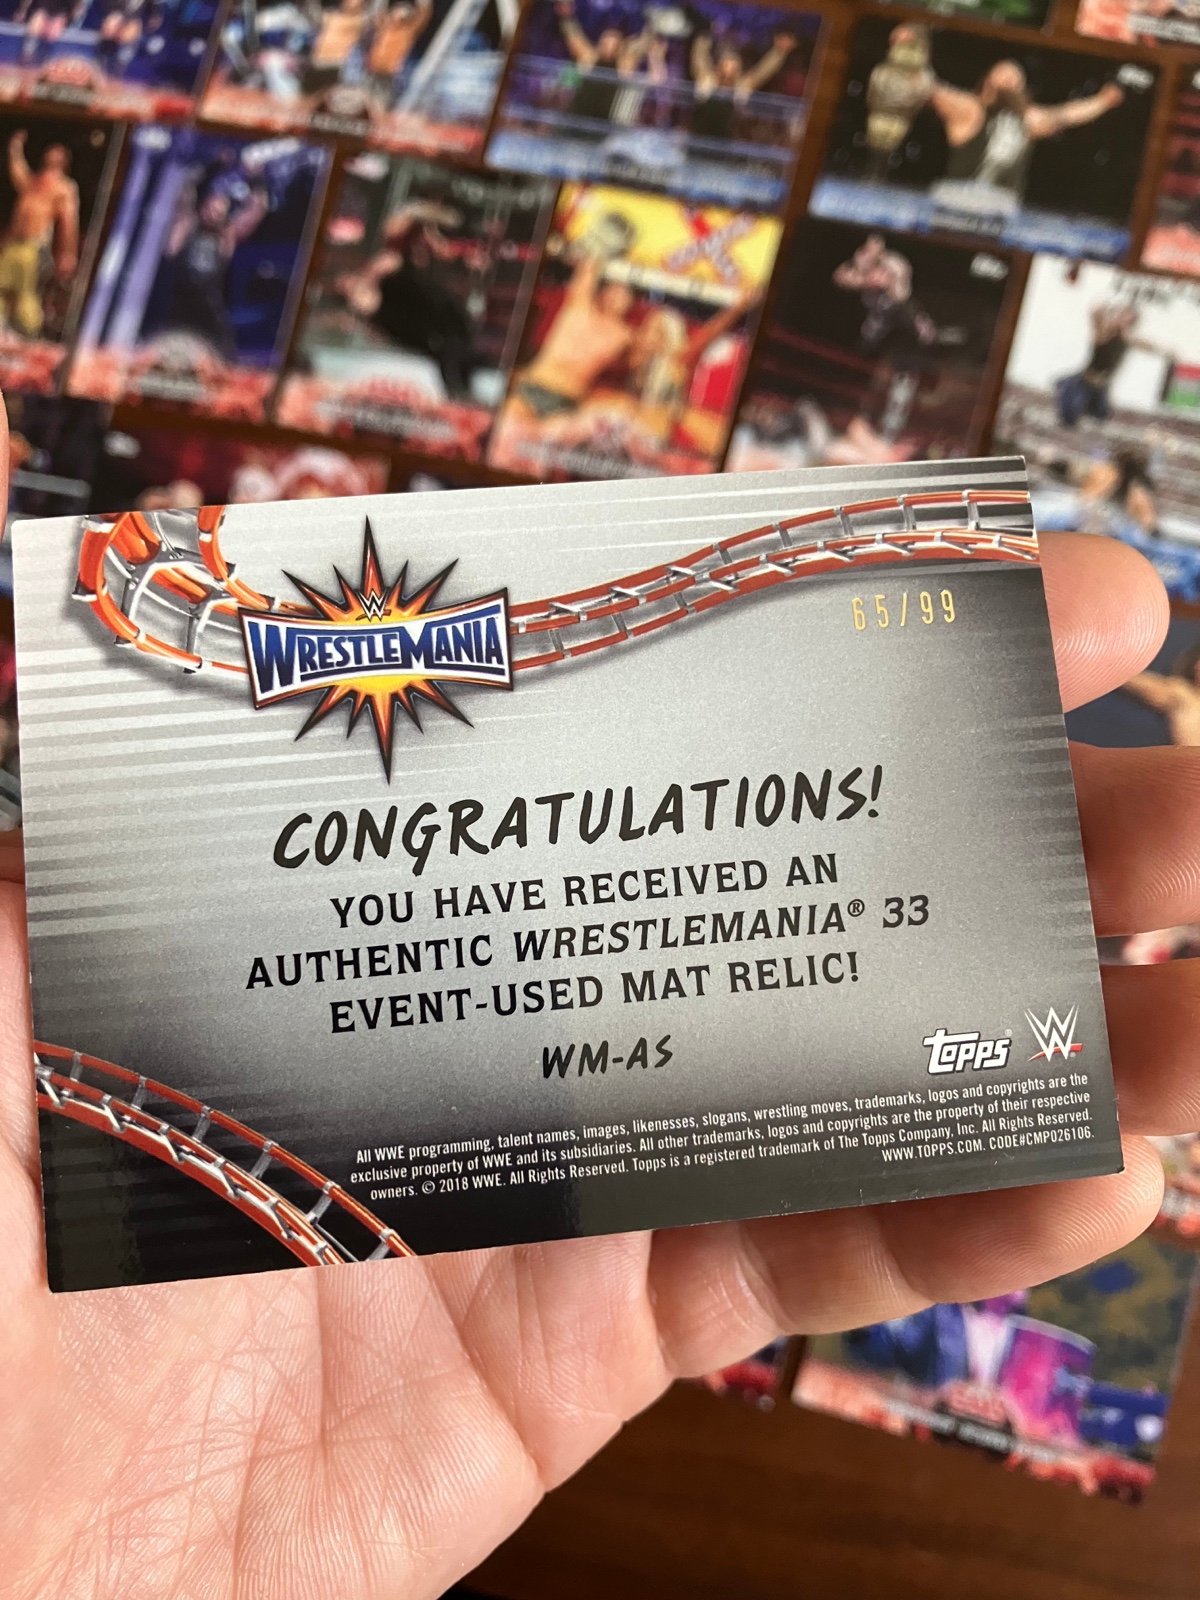 W
WRESTLEMANIA
65/99
CONGRATULATIONS!
YOU HAVE RECEIVED AN
AUTHENTIC WRESTLEMANIA® 33
EVENT-USED MAT RELIC!
WM-AS
Topps® W®
All WWE programming, talent names, images, likenesses, slogans, wrestling moves, trademarks, logos and copyrights are the
exclusive property of WWE and its subsidiaries. All other trademarks, logos and copyrights are the property of their respective
owners. © 2018 WWE. All Rights Reserved. Topps is a registered trademark of The Topps Company, Inc. All Rights Reserved.
WWW.TOPPS.COM. CODE#CMP026106.